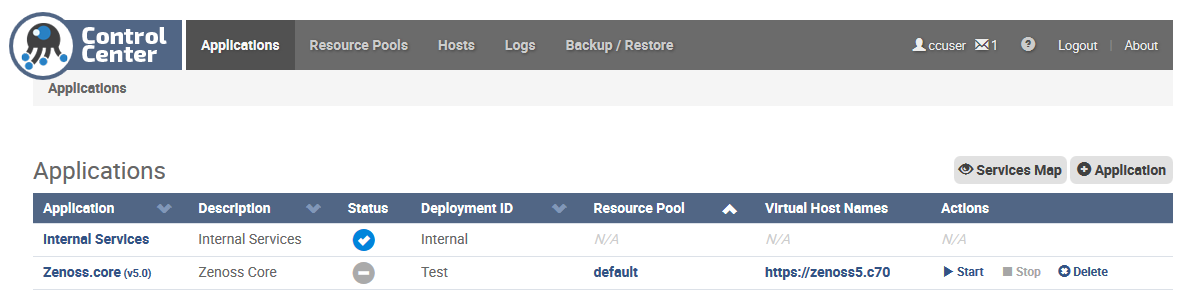 Control Center
Applications Resource Pools Hosts Logs Backup / Restore ccuser 1 ? Logout | About
Applications
Applications
Services Map Application
Application Description Status Deployment ID Resource Pool Virtual Host Names Actions
Internal Services Internal Services Internal N/A N/A N/A
Zenoss.core (v5.0) Zenoss Core Test default https://zenoss5.c70 Start Stop Delete